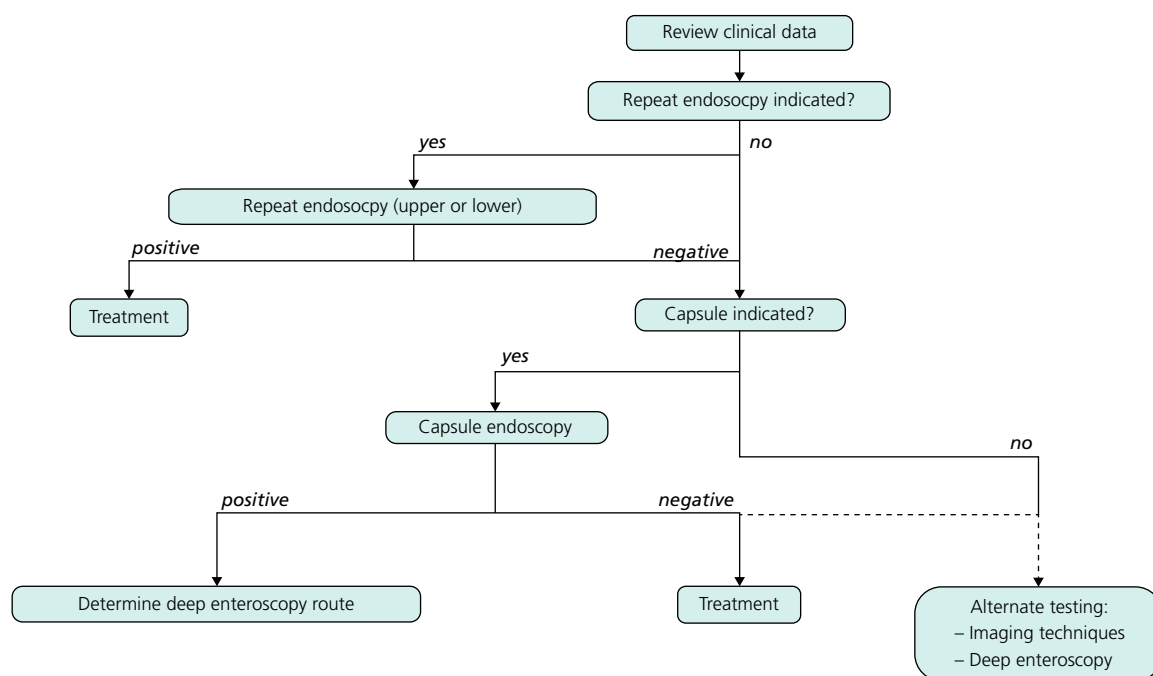 Review clinical data
Repeat endosocpy indicated?
yes
no
Repeat endosocpy (upper or lower)
positive
negative
Treatment
Capsule indicated?
yes
Capsule endoscopy
no
positive
negative
Determine deep enteroscopy route
Treatment
Alternate testing:
– Imaging techniques
– Deep enteroscopy